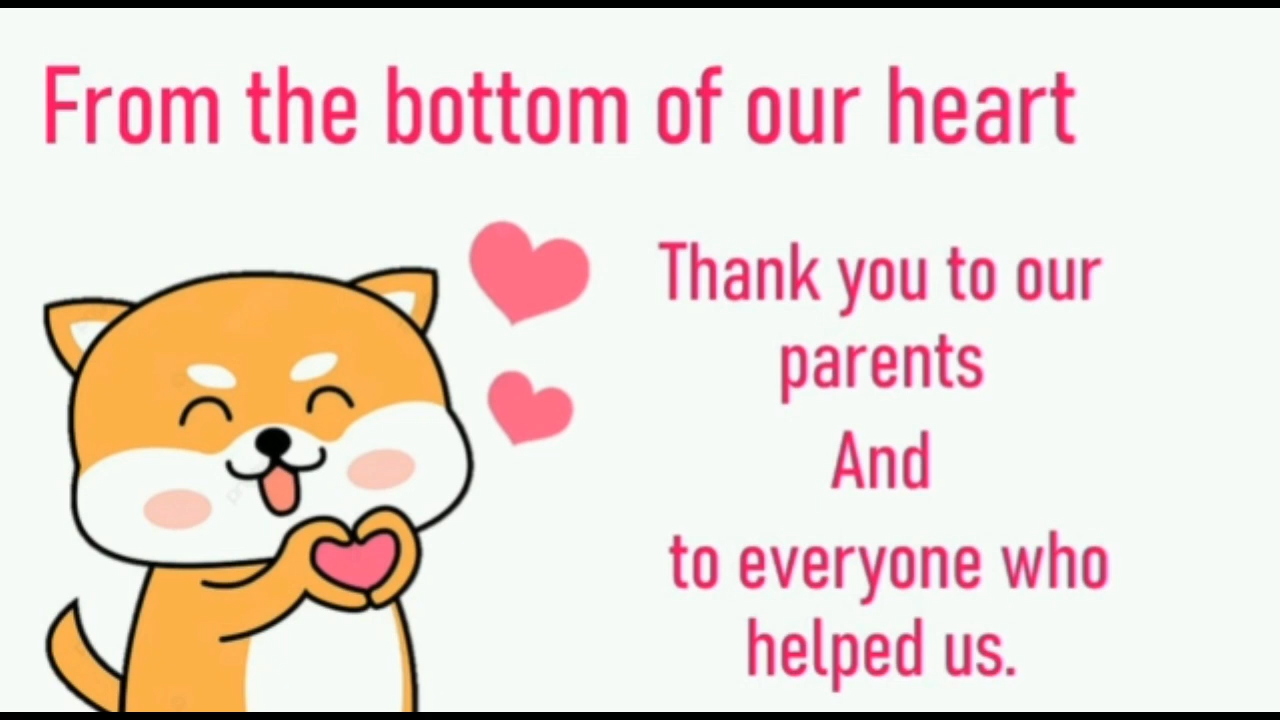 From the bottom of our heart
Thank you to our
parents
And
to everyone who
helped us.